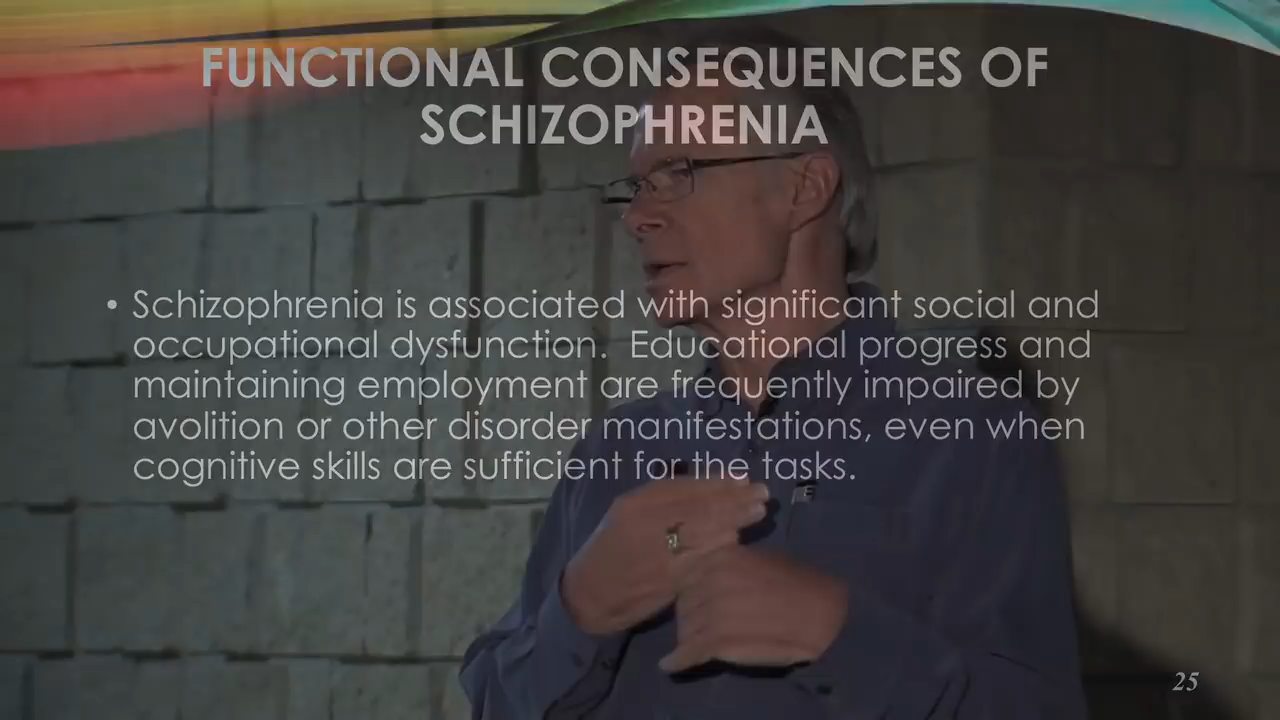 FUNCTIONAL CONSEQUENCES OF
SCHIZOPHRENIA
• Schizophrenia is associated with significant social and
occupational dysfunction.  Educational progress and
maintaining employment are frequently impaired by
avolition or other disorder manifestations, even when
cognitive skills are sufficient for the tasks.
25